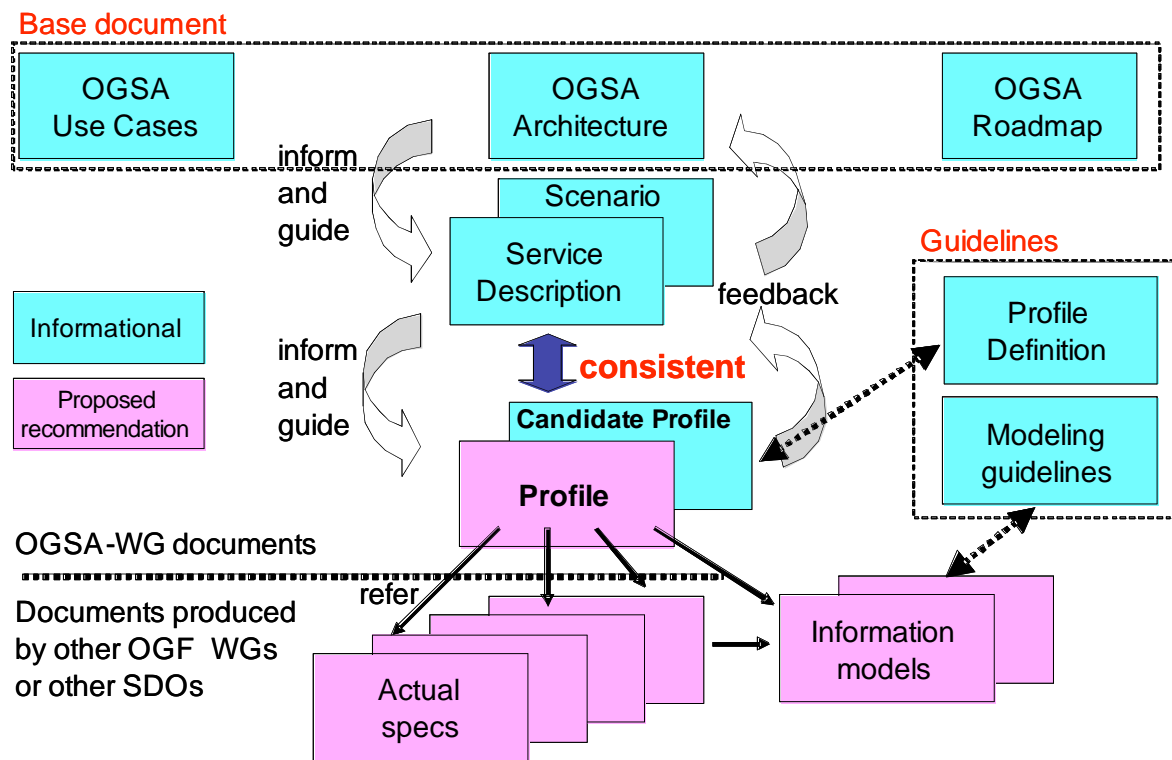 Base document
OGSA
Use Cases
OGSA
Architecture
OGSA
Roadmap
inform
and
guide
Scenario
Service
Description
feedback
Guidelines
Profile
Definition
Modeling
guidelines
Informational
Proposed
recommendation
inform
and
guide
consistent
Candidate Profile
Profile
OGSA-WG documents
refer
Documents produced
by other OGF WGs
or other SDOs
Actual
specs
Information
models